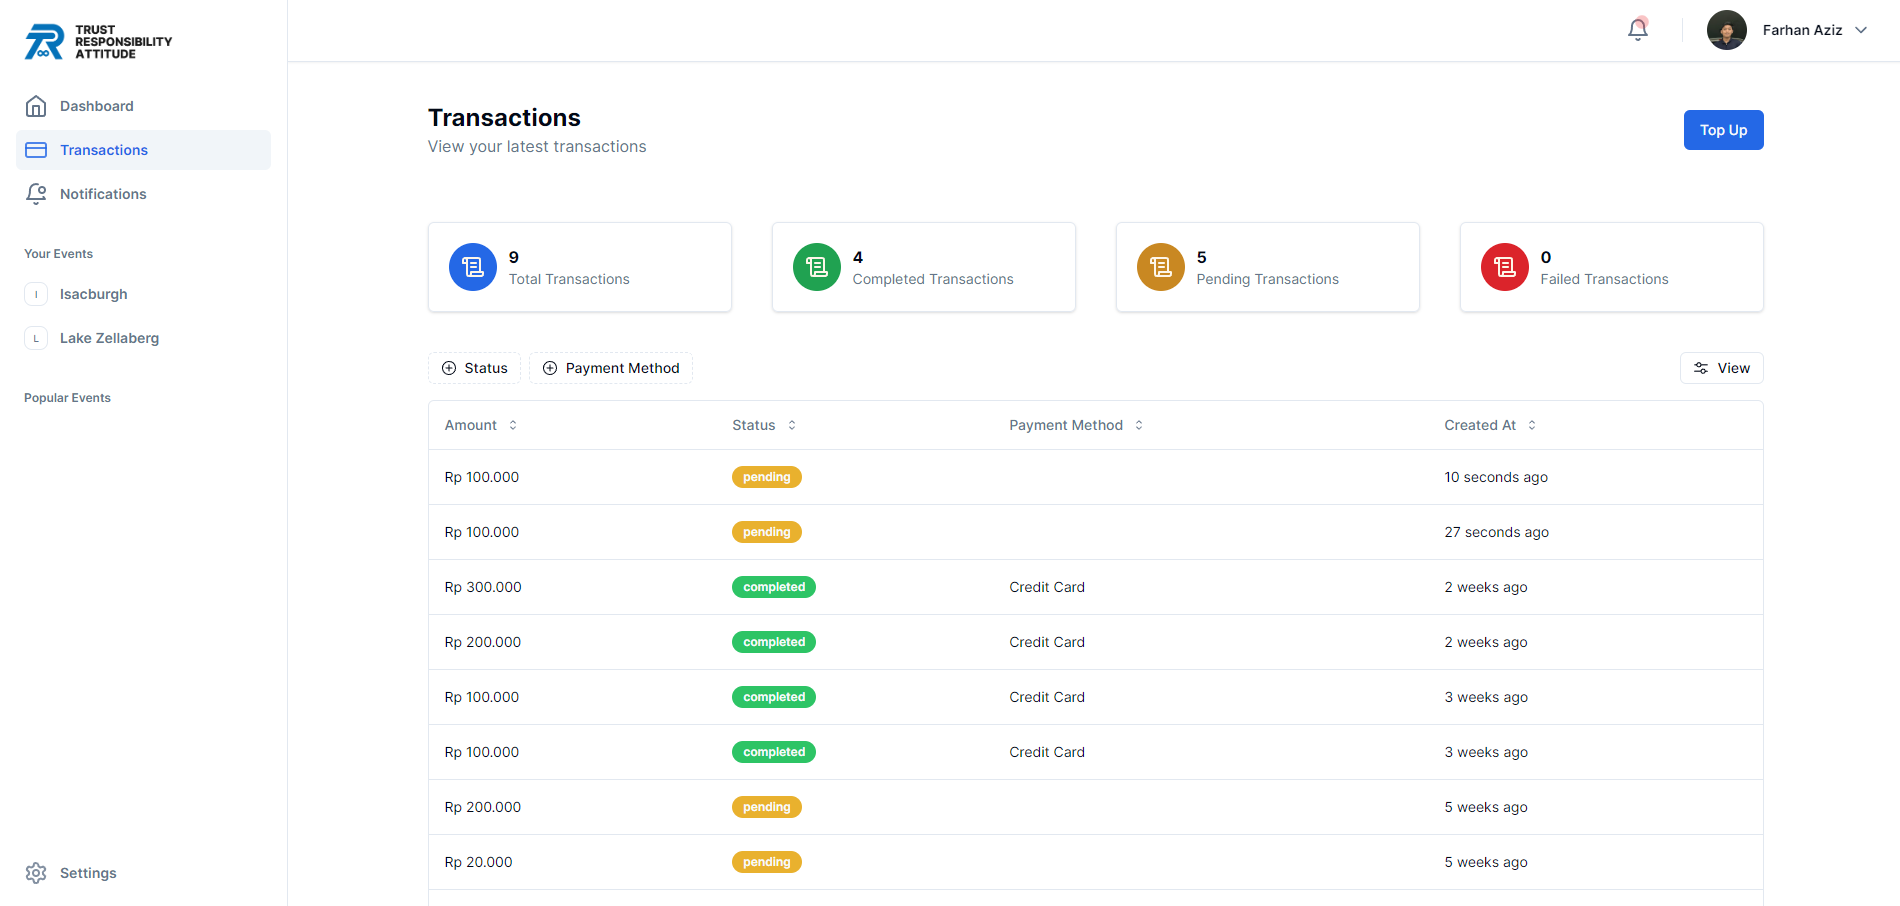 TRUST
RESPONSIBILITY
ATTITUDE
Dashboard
Transactions
Notifications
Your Events
I Isacburgh
L Lake Zellaberg
Popular Events
Settings
Farhan Aziz
Transactions
View your latest transactions
Top Up
9
Total Transactions
4
Completed Transactions
5
Pending Transactions
0
Failed Transactions
Status Payment Method View
Amount Status Payment Method Created At
Rp 100.000 pending 10 seconds ago
Rp 100.000 pending 27 seconds ago
Rp 300.000 completed Credit Card 2 weeks ago
Rp 200.000 completed Credit Card 2 weeks ago
Rp 100.000 completed Credit Card 3 weeks ago
Rp 100.000 completed Credit Card 3 weeks ago
Rp 200.000 pending 5 weeks ago
Rp 20.000 pending 5 weeks ago